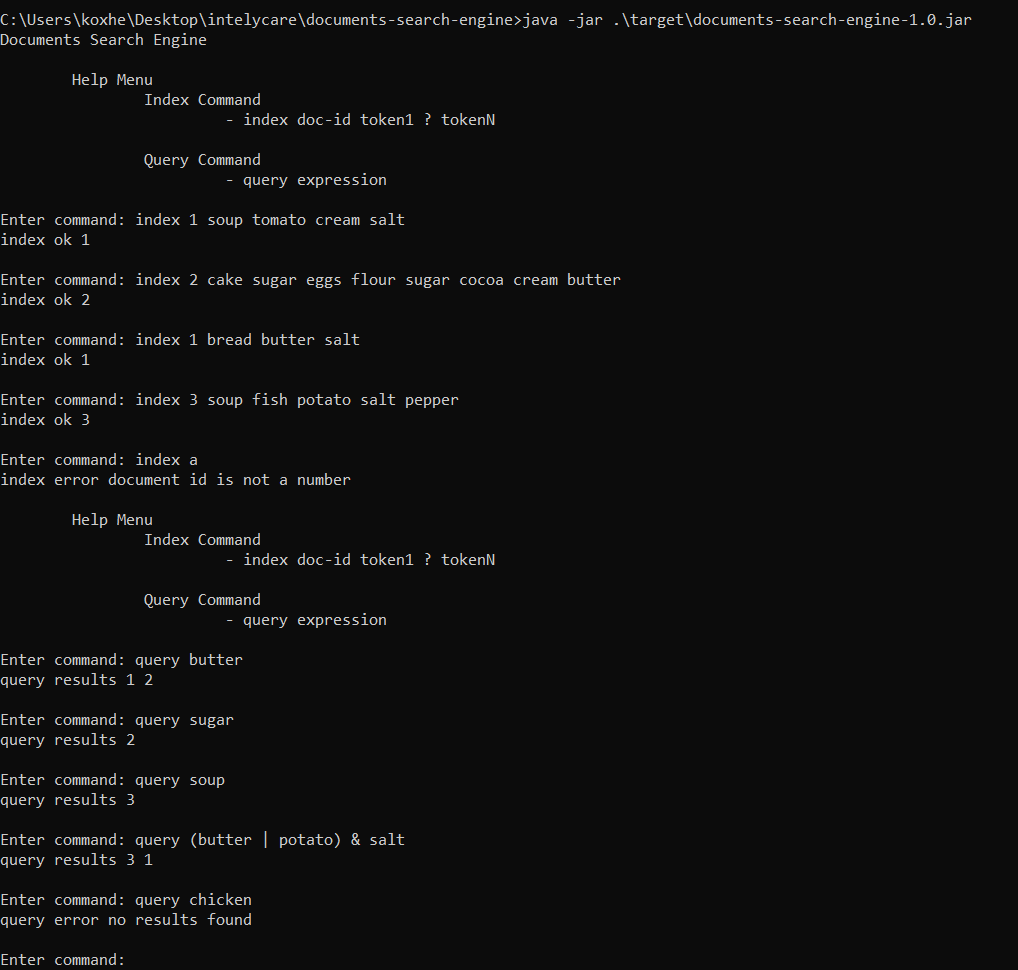 C:\Users\koxhe\Desktop\intelycare\documents-search-engine>java -jar .\target\documents-search-engine-1.0.jar
Documents Search Engine
Help Menu
Index Command
- index doc-id token1 ? tokenN
Query Command
- query expression
Enter command: index 1 soup tomato cream salt
index ok 1
Enter command: index 2 cake sugar eggs flour sugar cocoa cream butter
index ok 2
Enter command: index 1 bread butter salt
index ok 1
Enter command: index 3 soup fish potato salt pepper
index ok 3
Enter command: index a
index error document id is not a number
Help Menu
Index Command
- index doc-id token1 ? tokenN
Query Command
- query expression
Enter command: query butter
query results 1 2
Enter command: query sugar
query results 2
Enter command: query soup
query results 3
Enter command: query (butter | potato) & salt
query results 3 1
Enter command: query chicken
query error no results found
Enter command: